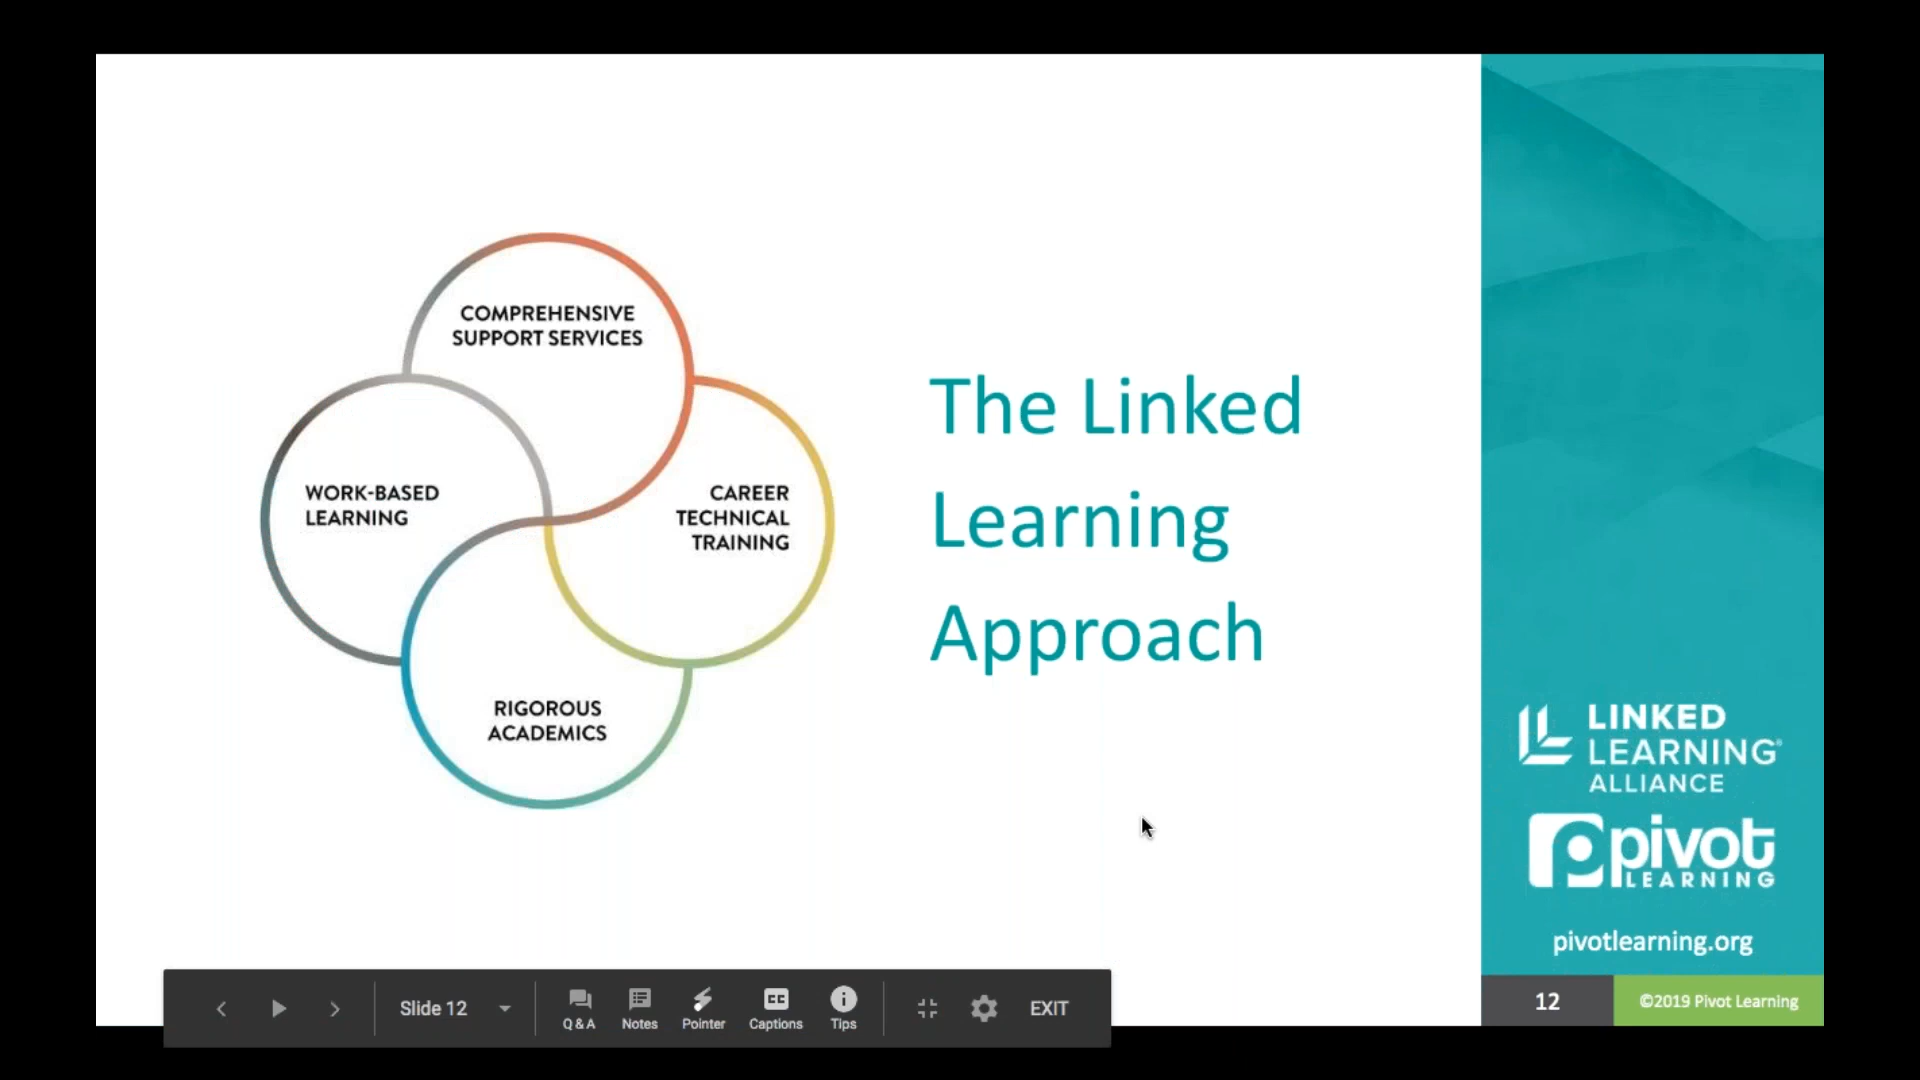 COMPREHENSIVE
SUPPORT SERVICES
WORK-BASED
LEARNING
CAREER
TECHNICAL
TRAINING
RIGOROUS
ACADEMICS
The Linked
Learning
Approach
LINKED
LEARNING®
ALLIANCE
pivot
LEARNING
pivotlearning.org
12
©2019 Pivot Learning
Slide 12
Q & A
Notes
Pointer
CC
Captions
Tips
EXIT